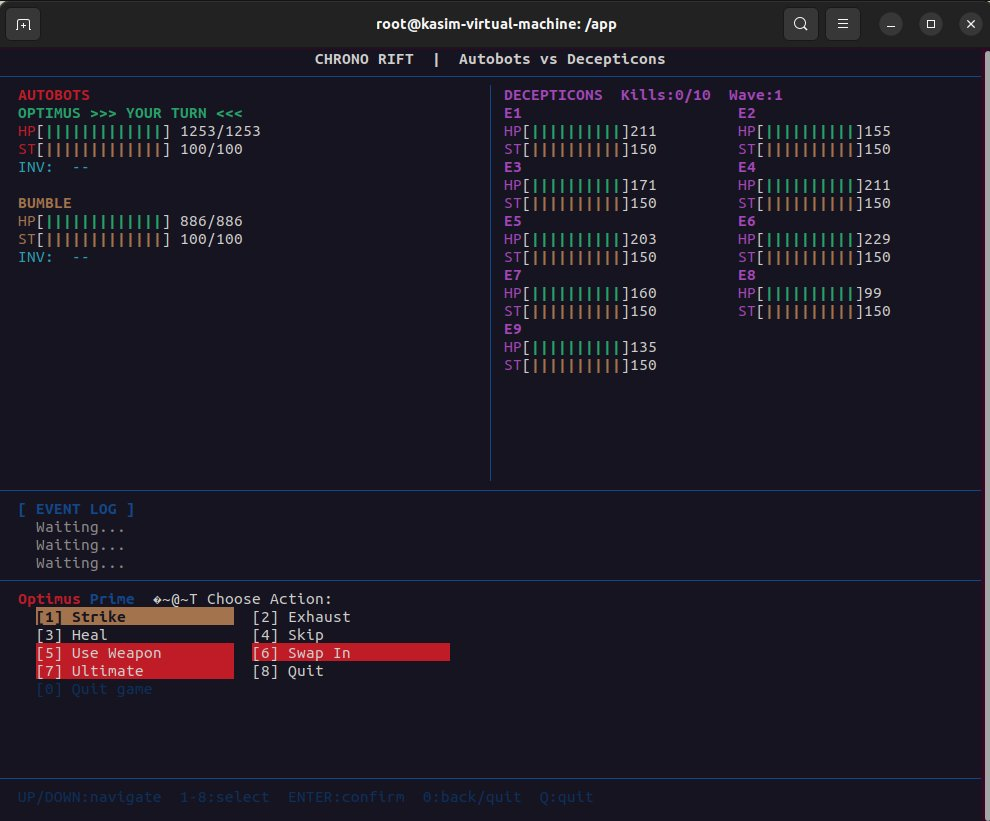 root@kasim-virtual-machine: /app
CHRONO RIFT | Autobots vs Decepticons
AUTOBOTS
OPTIMUS >>> YOUR TURN <<<
HP[|||||||||||||] 1253/1253
ST[|||||||||||||] 100/100
INV: --
BUMBLE
HP[|||||||||||||] 886/886
ST[|||||||||||||] 100/100
INV: --
DECEPTICONS Kills:0/10 Wave:1
E1 E2
HP[||||||||||]211 HP[||||||||||]155
ST[||||||||||]150 ST[||||||||||]150
E3 E4
HP[||||||||||]171 HP[||||||||||]211
ST[||||||||||]150 ST[||||||||||]150
E5 E6
HP[||||||||||]203 HP[||||||||||]229
ST[||||||||||]150 ST[||||||||||]150
E7 E8
HP[||||||||||]160 HP[||||||||||]99
ST[||||||||||]150 ST[||||||||||]150
E9
HP[||||||||||]135
ST[||||||||||]150
[ EVENT LOG ]
Waiting...
Waiting...
Waiting...
Optimus Prime �~@~T Choose Action:
[1] Strike [2] Exhaust
[3] Heal [4] Skip
[5] Use Weapon [6] Swap In
[7] Ultimate [8] Quit
[0] Quit game
UP/DOWN:navigate 1-8:select ENTER:confirm 0:back/quit Q:quit